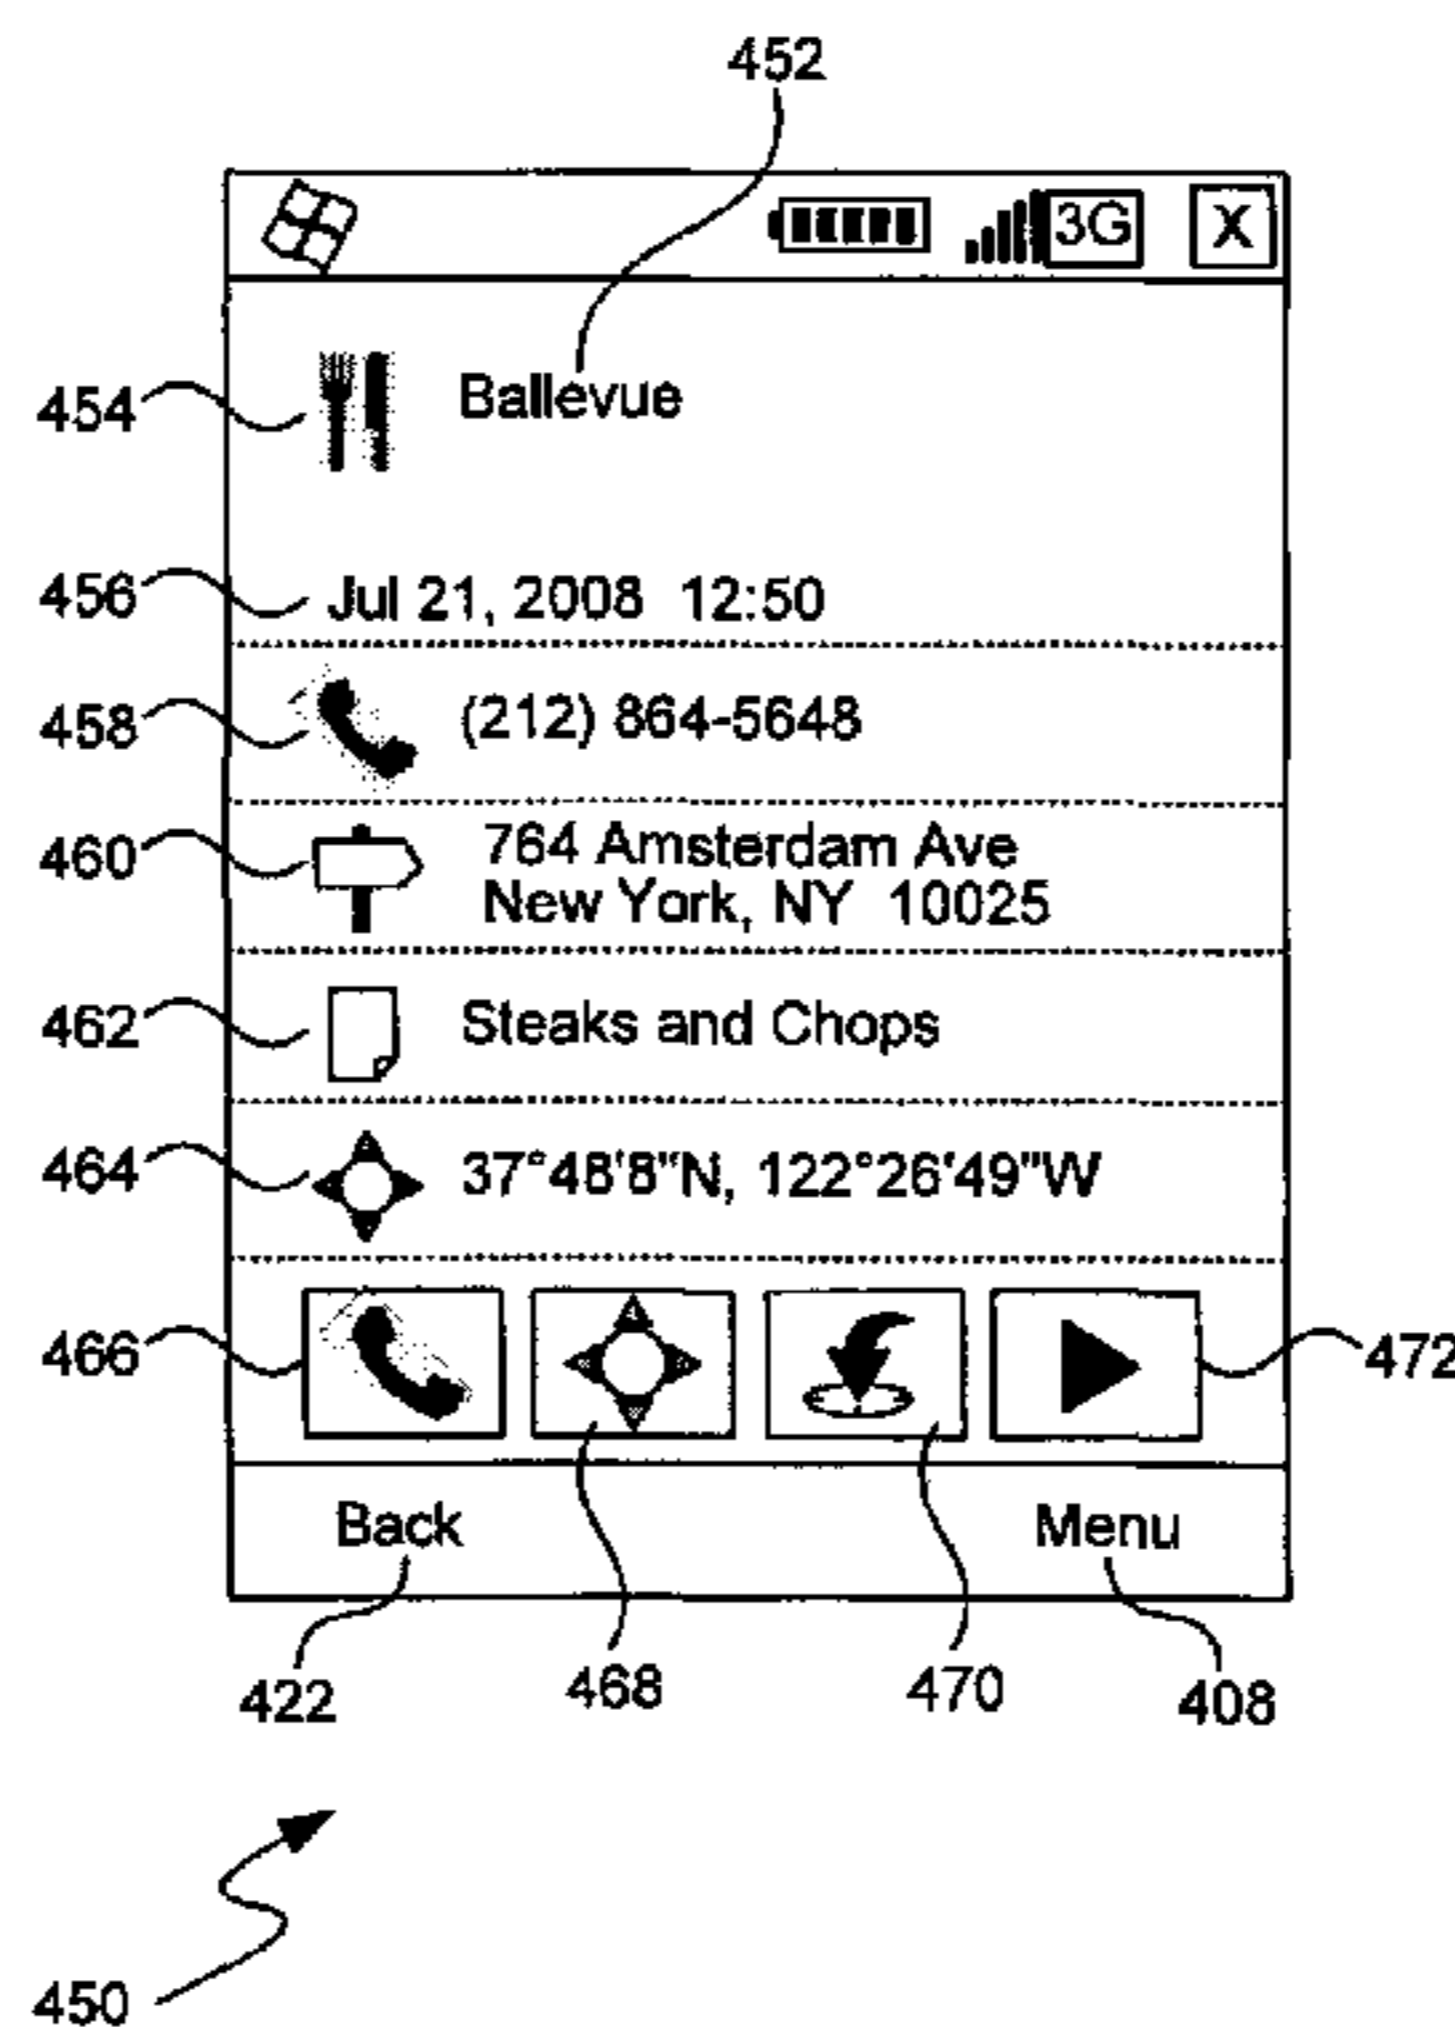 452
3G X
454 Ballevue
456 Jul 21, 2008 12:50
458 (212) 864-5648
460 764 Amsterdam Ave
New York, NY 10025
462 Steaks and Chops
464 37°48'8"N, 122°26'49"W
466 472
Back Menu
422 468 470 408
450